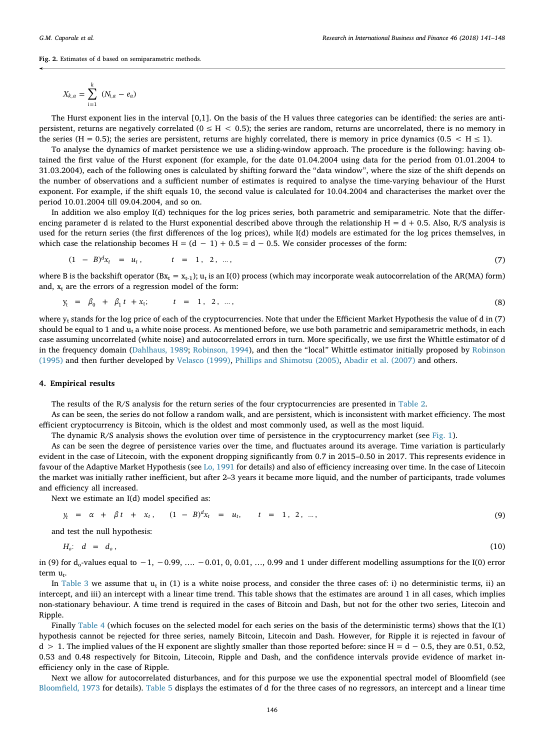 G.M. Caporale et al.
Research in International Business and Finance 46 (2018) 141–148
Fig. 2. Estimates of d based on semiparametric methods.
X_{k,n} = \sum_{i=1}^{k} (N_{i,n} − e_n)
The Hurst exponent lies in the interval [0,1]. On the basis of the H values three categories can be identified: the series are anti-
persistent, returns are negatively correlated (0 ≤ H < 0.5); the series are random, returns are uncorrelated, there is no memory in
the series (H = 0.5); the series are persistent, returns are highly correlated, there is memory in price dynamics (0.5 < H ≤ 1).
To analyse the dynamics of market persistence we use a sliding-window approach. The procedure is the following: having ob-
tained the first value of the Hurst exponent (for example, for the date 01.04.2004 using data for the period from 01.01.2004 to
31.03.2004), each of the following ones is calculated by shifting forward the "data window", where the size of the shift depends on
the number of observations and a sufficient number of estimates is required to analyse the time-varying behaviour of the Hurst
exponent. For example, if the shift equals 10, the second value is calculated for 10.04.2004 and characterises the market over the
period 10.01.2004 till 09.04.2004, and so on.
In addition we also employ I(d) techniques for the log prices series, both parametric and semiparametric. Note that the differ-
encing parameter d is related to the Hurst exponential described above through the relationship H = d + 0.5. Also, R/S analysis is
used for the return series (the first differences of the log prices), while I(d) models are estimated for the log prices themselves, in
which case the relationship becomes H = (d − 1) + 0.5 = d − 0.5. We consider processes of the form:
(1 − B)^d x_t = u_t, t = 1, 2, ..., (7)
where B is the backshift operator (Bx_t = x_{t-1}); u_t is an I(0) process (which may incorporate weak autocorrelation of the AR(MA) form)
and, x_t are the errors of a regression model of the form:
y_t = β_0 + β_1 t + x_t; t = 1, 2, ..., (8)
where y_t stands for the log price of each of the cryptocurrencies. Note that under the Efficient Market Hypothesis the value of d in (7)
should be equal to 1 and u_t a white noise process. As mentioned before, we use both parametric and semiparametric methods, in each
case assuming uncorrelated (white noise) and autocorrelated errors in turn. More specifically, we use first the Whittle estimator of d
in the frequency domain (Dahlhaus, 1989; Robinson, 1994), and then the "local" Whittle estimator initially proposed by Robinson
(1995) and then further developed by Velasco (1999), Phillips and Shimotsu (2005), Abadir et al. (2007) and others.
4. Empirical results
The results of the R/S analysis for the return series of the four cryptocurrencies are presented in Table 2.
As can be seen, the series do not follow a random walk, and are persistent, which is inconsistent with market efficiency. The most
efficient cryptocurrency is Bitcoin, which is the oldest and most commonly used, as well as the most liquid.
The dynamic R/S analysis shows the evolution over time of persistence in the cryptocurrency market (see Fig. 1).
As can be seen the degree of persistence varies over the time, and fluctuates around its average. Time variation is particularly
evident in the case of Litecoin, with the exponent dropping significantly from 0.7 in 2015–0.50 in 2017. This represents evidence in
favour of the Adaptive Market Hypothesis (see Lo, 1991 for details) and also of efficiency increasing over time. In the case of Litecoin
the market was initially rather inefficient, but after 2–3 years it became more liquid, and the number of participants, trade volumes
and efficiency all increased.
Next we estimate an I(d) model specified as:
y_t = α + β t + x_t, (1 − B)^d x_t = u_t, t = 1, 2, ..., (9)
and test the null hypothesis:
H_o: d = d_o, (10)
in (9) for d_o-values equal to −1, −0.99, .... −0.01, 0, 0.01, ..., 0.99 and 1 under different modelling assumptions for the I(0) error
term u_t.
In Table 3 we assume that u_t in (1) is a white noise process, and consider the three cases of: i) no deterministic terms, ii) an
intercept, and iii) an intercept with a linear time trend. This table shows that the estimates are around 1 in all cases, which implies
non-stationary behaviour. A time trend is required in the cases of Bitcoin and Dash, but not for the other two series, Litecoin and
Ripple.
Finally Table 4 (which focuses on the selected model for each series on the basis of the deterministic terms) shows that the I(1)
hypothesis cannot be rejected for three series, namely Bitcoin, Litecoin and Dash. However, for Ripple it is rejected in favour of
d > 1. The implied values of the H exponent are slightly smaller than those reported before: since H = d − 0.5, they are 0.51, 0.52,
0.53 and 0.48 respectively for Bitcoin, Litecoin, Ripple and Dash, and the confidence intervals provide evidence of market in-
efficiency only in the case of Ripple.
Next we allow for autocorrelated disturbances, and for this purpose we use the exponential spectral model of Bloomfield (see
Bloomfield, 1973 for details). Table 5 displays the estimates of d for the three cases of no regressors, an intercept and a linear time
146